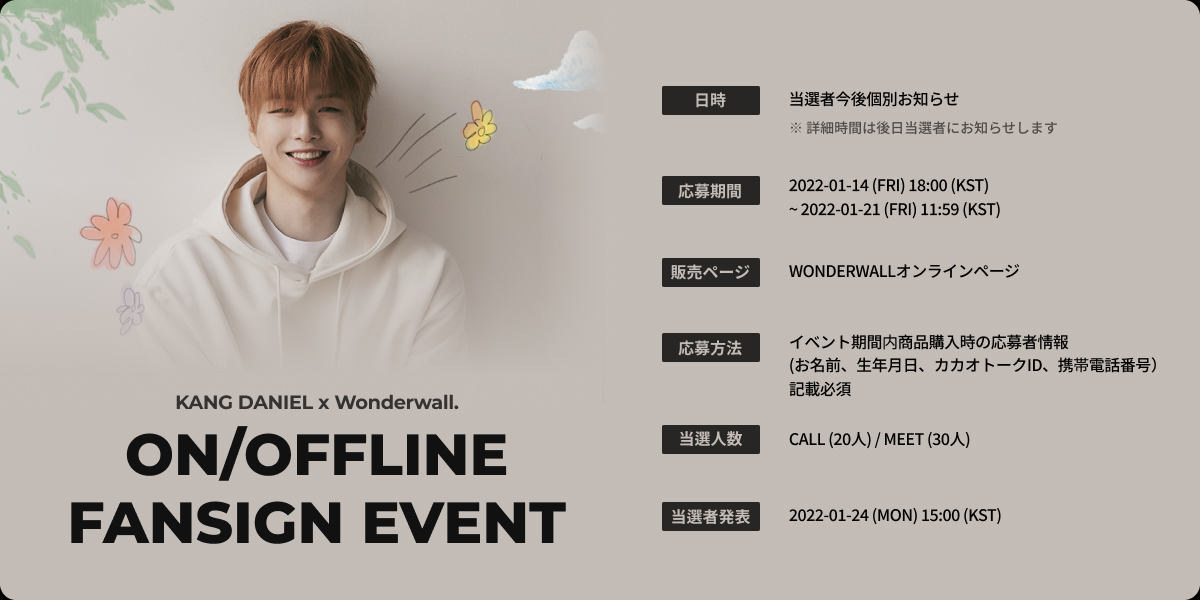 KANG DANIEL x Wonderwall.
ON/OFFLINE
FANSIGN EVENT
日時
当選者今後個別お知らせ
※ 詳細時間は後日当選者にお知らせします
応募期間
2022-01-14 (FRI) 18:00 (KST)
~ 2022-01-21 (FRI) 11:59 (KST)
販売ページ
WONDERWALLオンラインページ
応募方法
イベント期間内商品購入時の応募者情報
(お名前、生年月日、カカオトークID、携帯電話番号）
記載必須
当選人数
CALL (20人) / MEET (30人)
当選者発表
2022-01-24 (MON) 15:00 (KST)